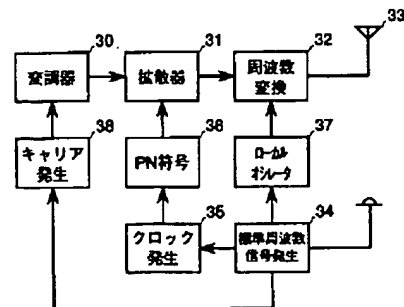 30
31
32
33
変調器
拡散器
周波数
変換
38
36
37
キャリア
発生
PN符号
ローカル
オシレータ
35
34
クロック
発生
標準周波数
信号発生